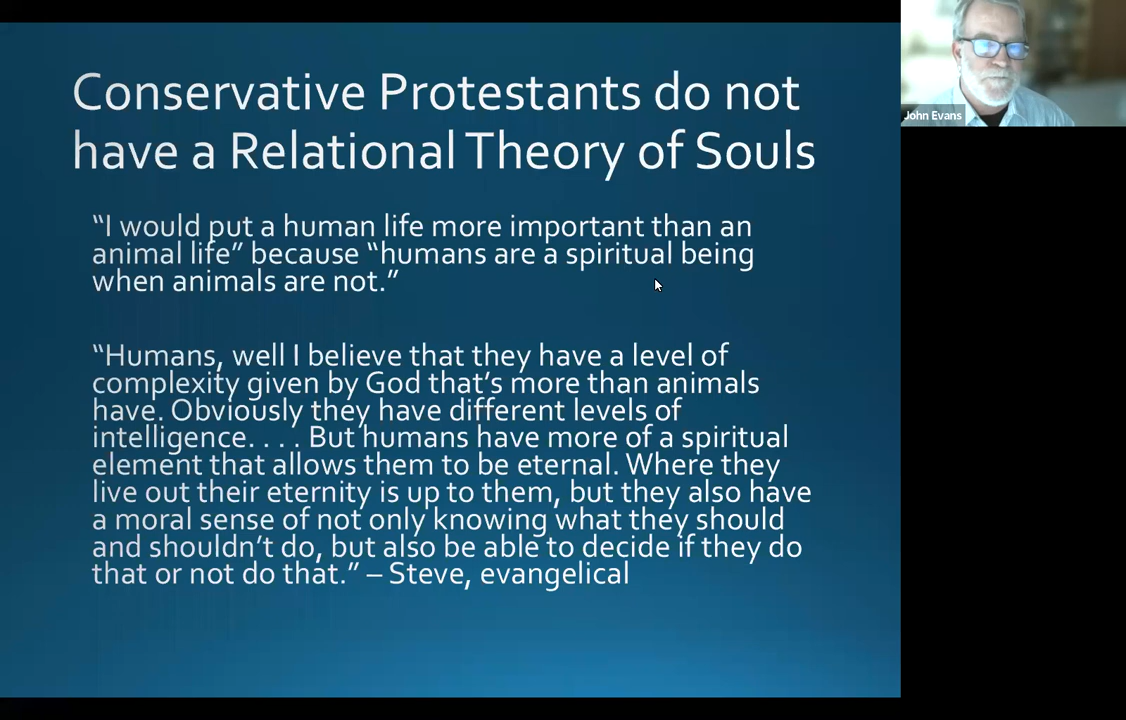 Conservative Protestants do not
have a Relational Theory of Souls
“I would put a human life more important than an
animal life” because “humans are a spiritual being
when animals are not.”
“Humans, well I believe that they have a level of
complexity given by God that’s more than animals
have. Obviously they have different levels of
intelligence. . . . But humans have more of a spiritual
element that allows them to be eternal. Where they
live out their eternity is up to them, but they also have
a moral sense of not only knowing what they should
and shouldn’t do, but also be able to decide if they do
that or not do that.” – Steve, evangelical
John Evans